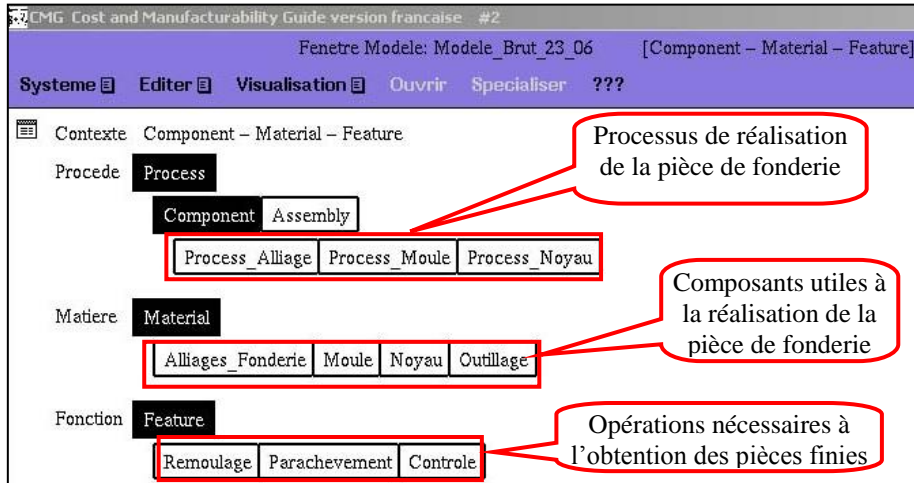 CMG Cost and Manufacturability Guide version francaise #2
Fenetre Modele: Modele_Brut_23_06 [Component – Material – Feature]
Systeme Editer Visualisation Ouvrir Specialiser ???
Contexte Component – Material – Feature
Processus de réalisation
de la pièce de fonderie
Procede Process
Component Assembly
Process_Alliage Process_Moule Process_Noyau
Composants utiles à
la réalisation de la
pièce de fonderie
Matiere Material
Alliages_Fonderie Moule Noyau Outillage
Fonction Feature
Opérations nécessaires à
l’obtention des pièces finies
Remoulage Parachevement Controle